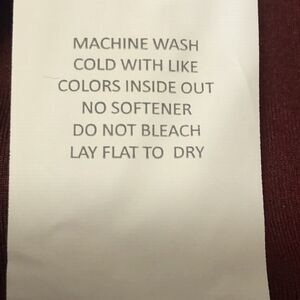 MACHINE WASH
COLD WITH LIKE
COLORS INSIDE OUT
NO SOFTENER
DO NOT BLEACH
LAY FLAT TO DRY